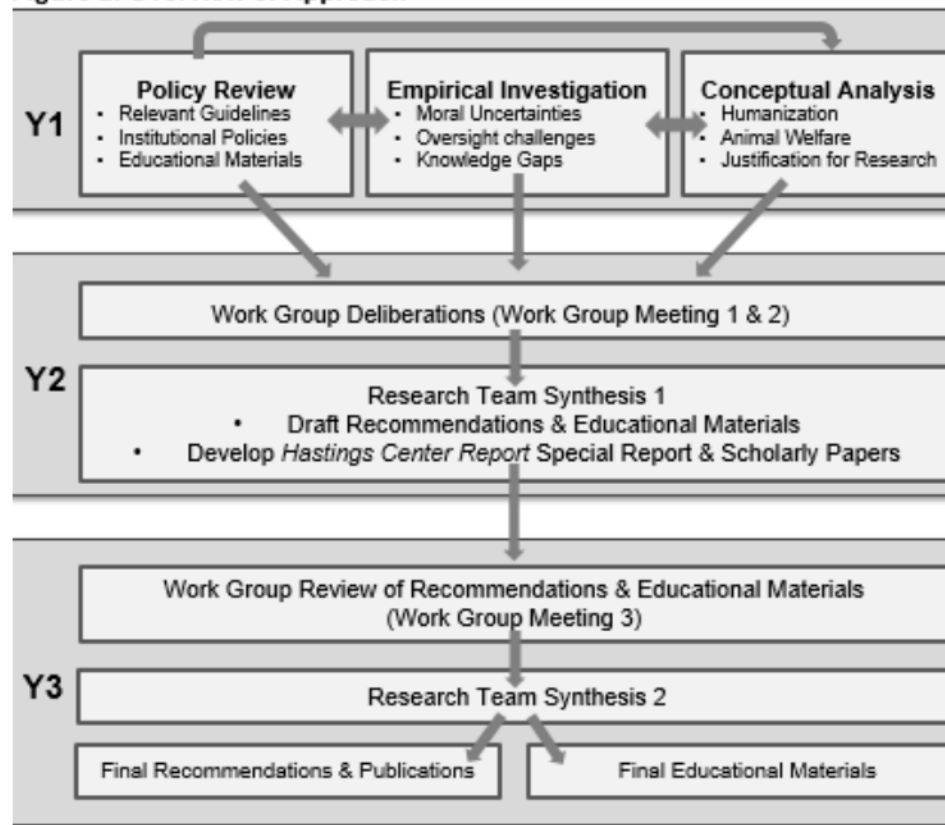 Y1
Policy Review
• Relevant Guidelines
• Institutional Policies
• Educational Materials
Empirical Investigation
• Moral Uncertainties
• Oversight challenges
• Knowledge Gaps
Conceptual Analysis
• Humanization
• Animal Welfare
• Justification for Research
Y2
Work Group Deliberations (Work Group Meeting 1 & 2)
Research Team Synthesis 1
• Draft Recommendations & Educational Materials
• Develop Hastings Center Report Special Report & Scholarly Papers
Y3
Work Group Review of Recommendations & Educational Materials
(Work Group Meeting 3)
Research Team Synthesis 2
Final Recommendations & Publications
Final Educational Materials